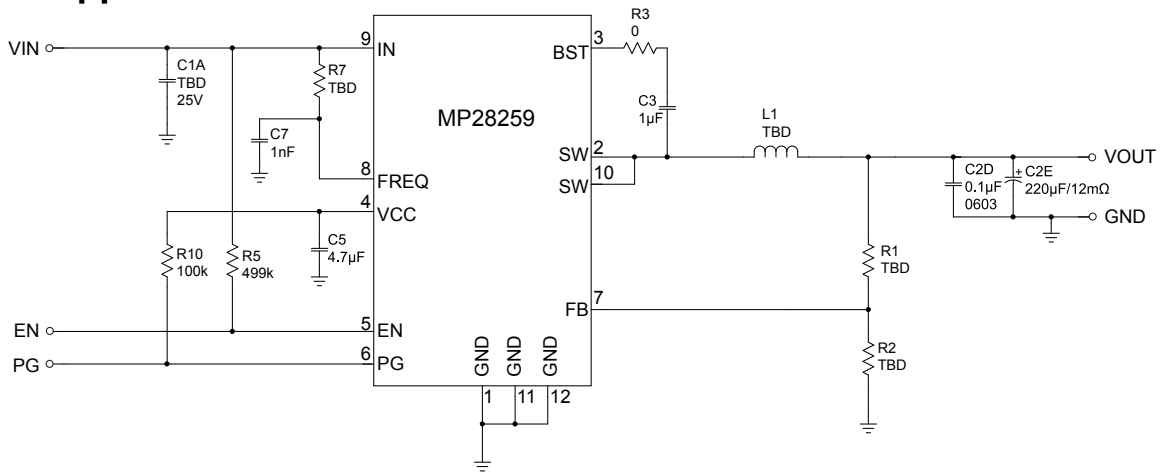 R3
0
VIN
9
IN
3
BST
C1A
TBD
25V
R7
TBD
MP28259
C3
1µF
L1
TBD
C7
1nF
2
SW
VOUT
8
FREQ
10
SW
C2D
0.1µF
0603
+
C2E
220µF/12mΩ
4
VCC
GND
R10
100k
R5
499k
C5
4.7µF
R1
TBD
7
FB
EN
5
EN
PG
6
PG
GND
GND
GND
R2
TBD
1
11
12